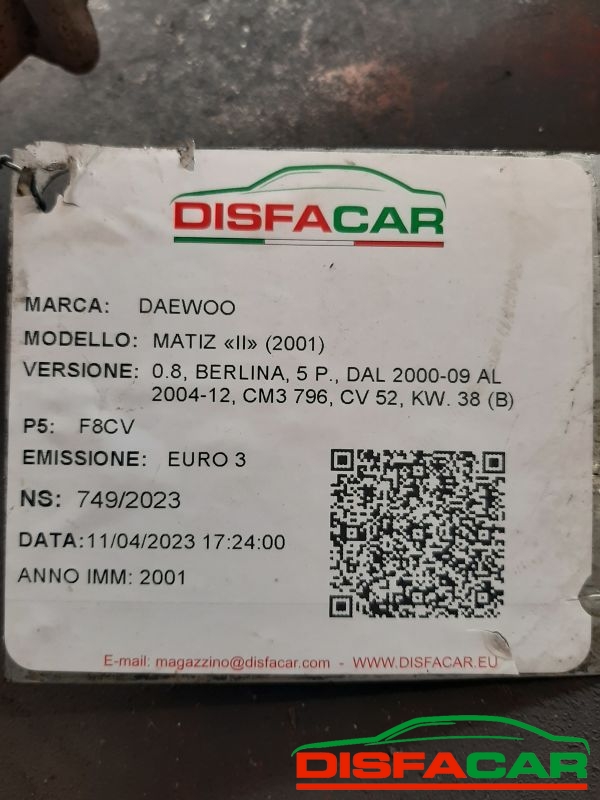 DISFACAR
MARCA: DAEWOO
MODELLO: MATIZ «II» (2001)
VERSIONE: 0.8, BERLINA, 5 P., DAL 2000-09 AL
2004-12, CM3 796, CV 52, KW. 38 (B)
P5: F8CV
EMISSIONE: EURO 3
NS: 749/2023
DATA:11/04/2023 17:24:00
ANNO IMM: 2001
E-mail: magazzino@disfacar.com - WWW.DISFACAR.EU
DISFACAR